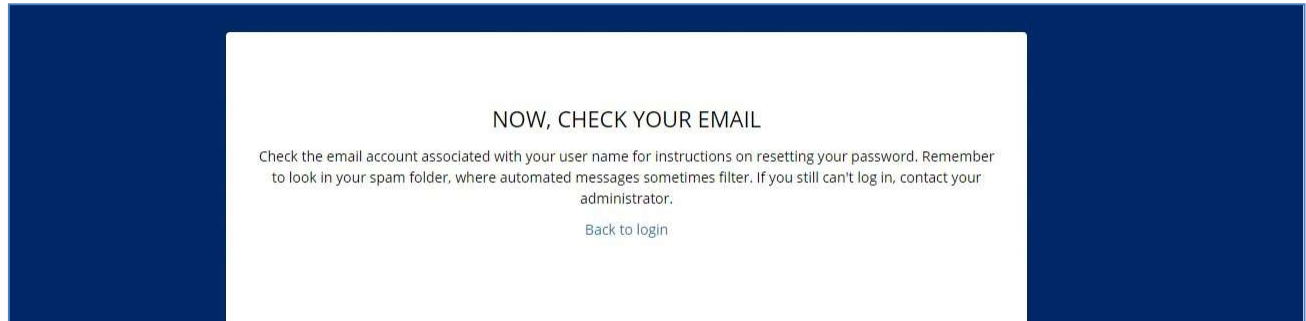 NOW, CHECK YOUR EMAIL
Check the email account associated with your user name for instructions on resetting your password. Remember
to look in your spam folder, where automated messages sometimes filter. If you still can't log in, contact your
administrator.
Back to login